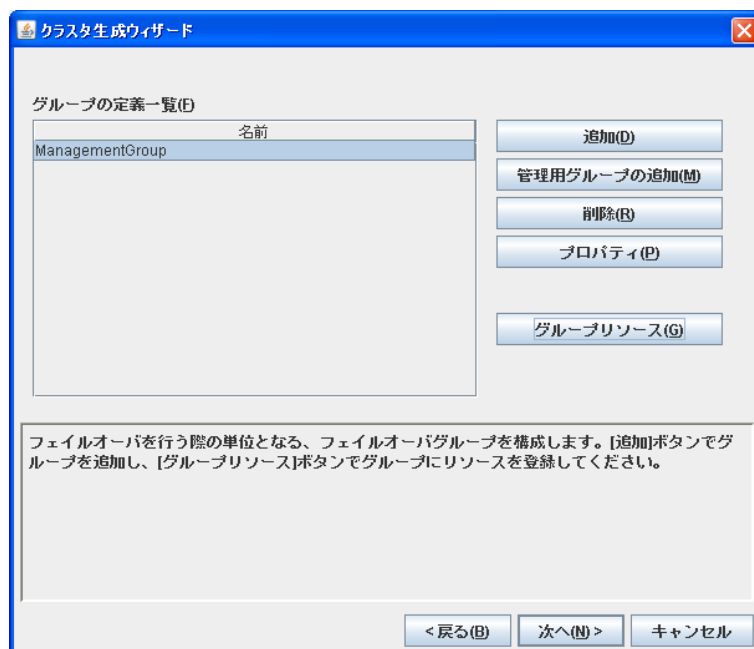 クラスタ生成ウィザード
グループの定義一覧(F)
名前
ManagementGroup
追加(D)
管理用グループの追加(M)
削除(R)
プロパティ(P)
グループリソース(G)
フェイルオーバを行う際の単位となる、フェイルオーバグループを構成します。[追加]ボタンでグ
ループを追加し、[グループリソース]ボタンでグループにリソースを登録してください。
<戻る(B)
次へ(N)>
キャンセル